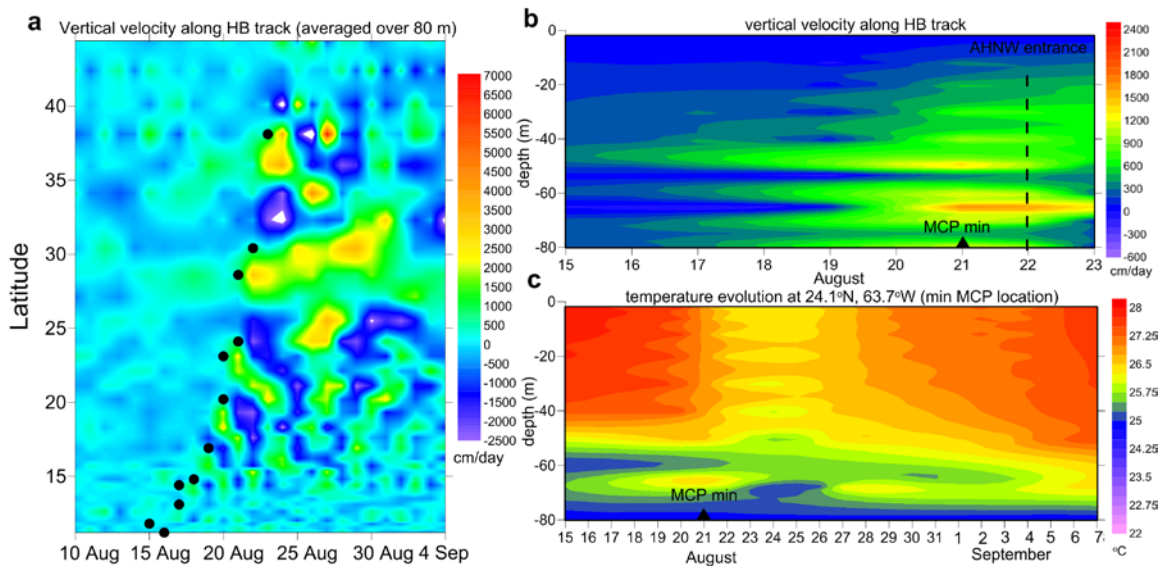 a
Vertical velocity along HB track (averaged over 80 m)
Latitude
40
35
30
25
20
15
10 Aug 15 Aug 20 Aug 25 Aug 30 Aug 4 Sep
7000
6500
6000
5500
5000
4500
4000
3500
3000
2500
2000
1500
1000
500
0
-500
-1000
-1500
-2000
-2500
cm/day
b
vertical velocity along HB track
AHNW entrance
depth (m)
0
-20
-40
-60
-80
MCP min
15 16 17 18 19 20 21 22 23
August
2400
2100
1800
1500
1200
900
600
300
0
-300
-600
cm/day
c
temperature evolution at 24.1°N, 63.7°W (min MCP location)
depth (m)
0
-20
-40
-60
-80
MCP min
15 16 17 18 19 20 21 22 23 24 25 26 27 28 29 30 31 1 2 3 4 5 6 7
August September
28
27.25
26.5
25.75
25
24.25
23.5
22.75
22
°C